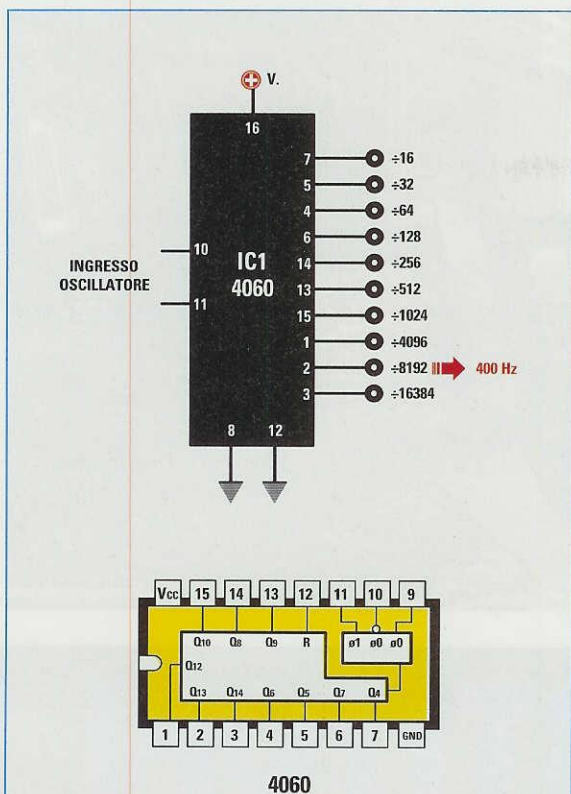 V.
16
7 ÷16
5 ÷32
4 ÷64
6 ÷128
14 ÷256
13 ÷512
15 ÷1024
1 ÷4096
2 ÷8192 400 Hz
3 ÷16384
INGRESSO
OSCILLATORE
10
11
IC1
4060
8 12
Vcc 15 14 13 12 11 10 9
Q10 Q8 Q9 R ø1 ø0 ø0
Q12
Q13 Q14 Q6 Q5 Q7 Q4
1 2 3 4 5 6 7 GND
4060